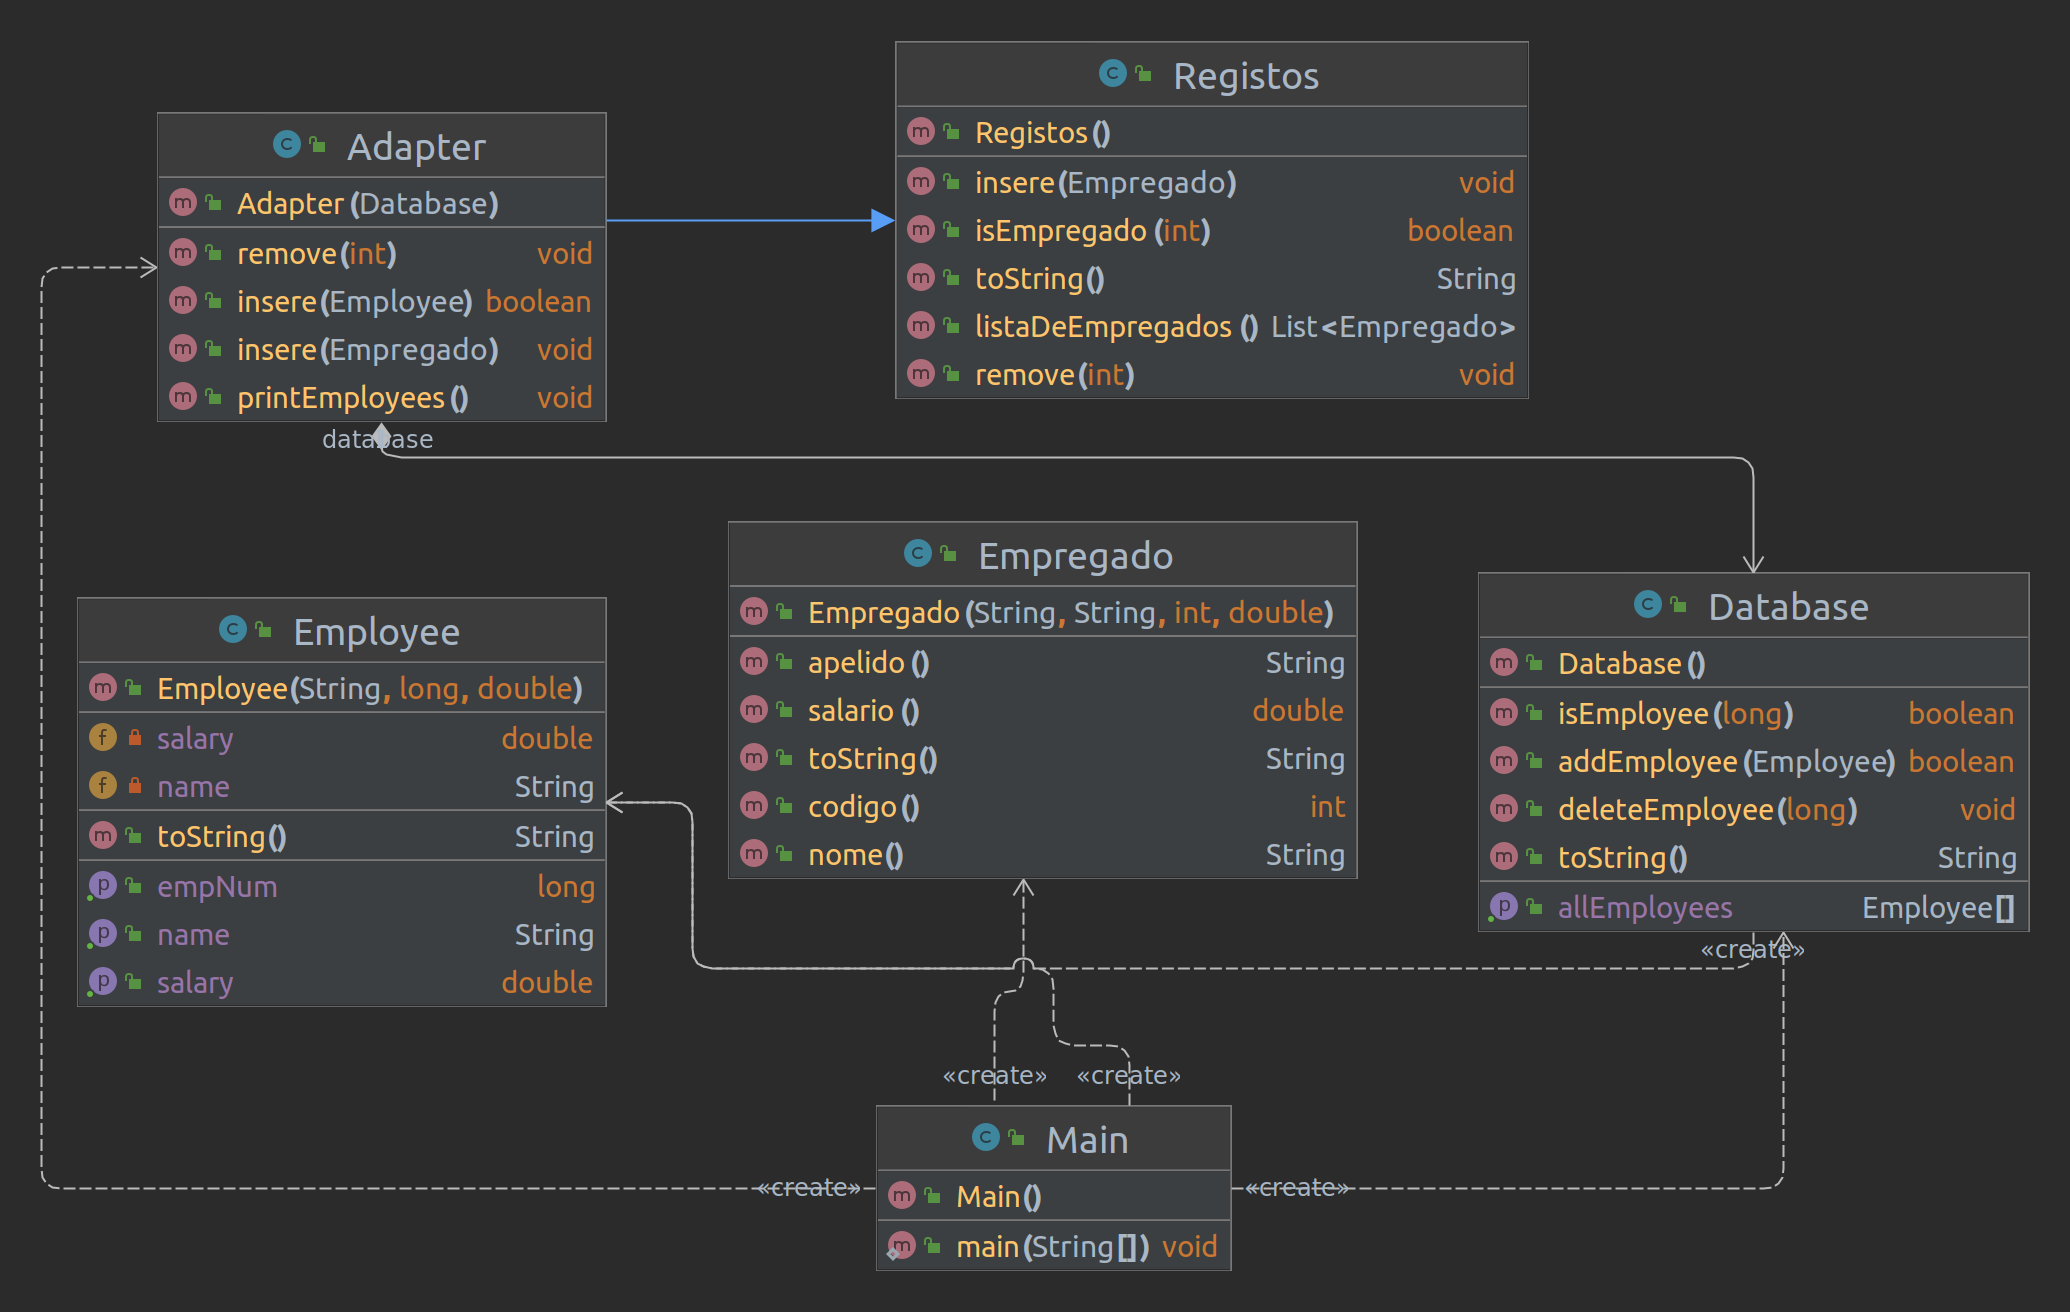 Registos
Registos()
insere(Empregado) void
isEmpregado(int) boolean
toString() String
listaDeEmpregados() List<Empregado>
remove(int) void
Adapter
Adapter(Database)
remove(int) void
insere(Employee) boolean
insere(Empregado) void
printEmployees() void
database
Empregado
Empregado(String, String, int, double)
apelido() String
salario() double
toString() String
codigo() int
nome() String
Database
Database()
isEmployee(long) boolean
addEmployee(Employee) boolean
deleteEmployee(long) void
toString() String
allEmployees Employee[]
«create»
Employee
Employee(String, long, double)
salary double
name String
toString() String
empNum long
name String
salary double
«create» «create»
Main
Main()
main(String[]) void
«create» «create»